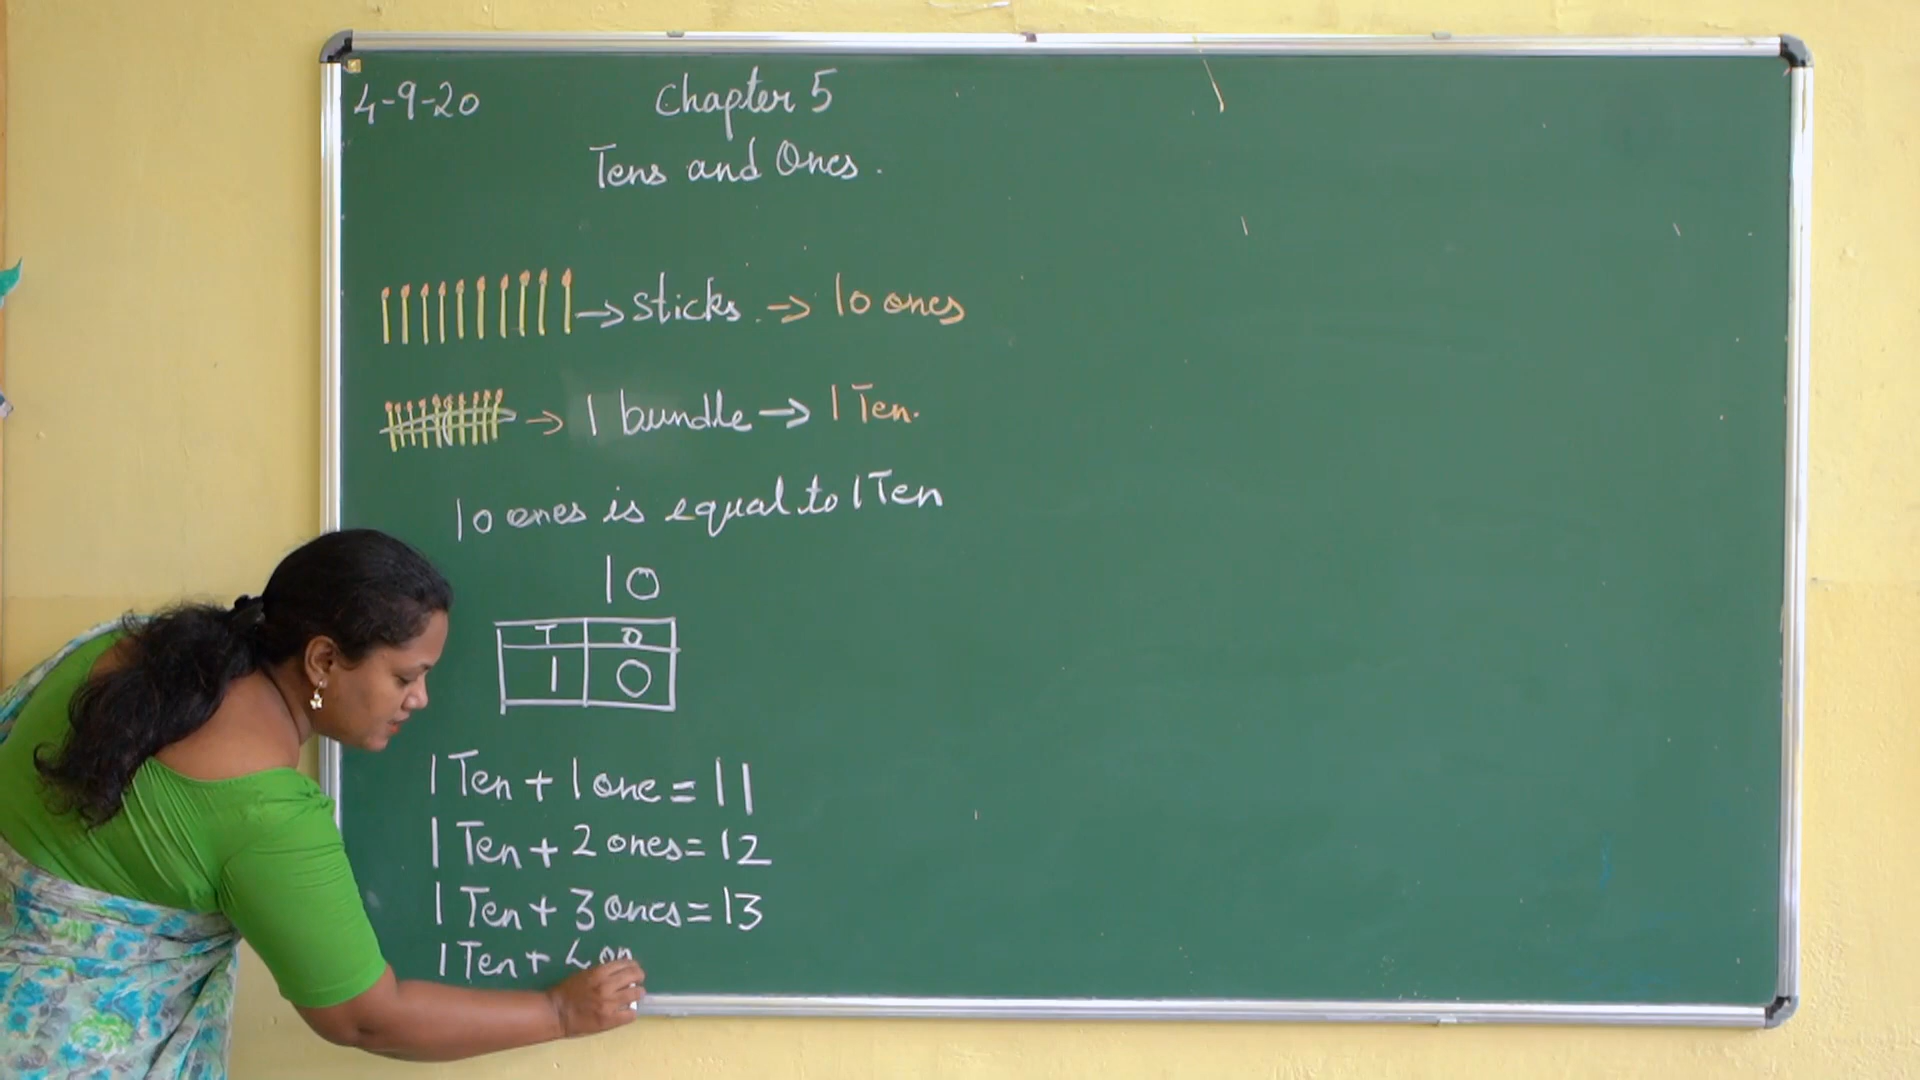 4-9-20
Chapter 5
Tens and Ones.
→ sticks. → 10 ones
→ 1 bundle → 1 Ten.
10 ones is equal to 1 Ten
10
T O
1 0
1 Ten + 1 one = 11
1 Ten + 2 ones = 12
1 Ten + 3 ones = 13
1 Ten + 4 on